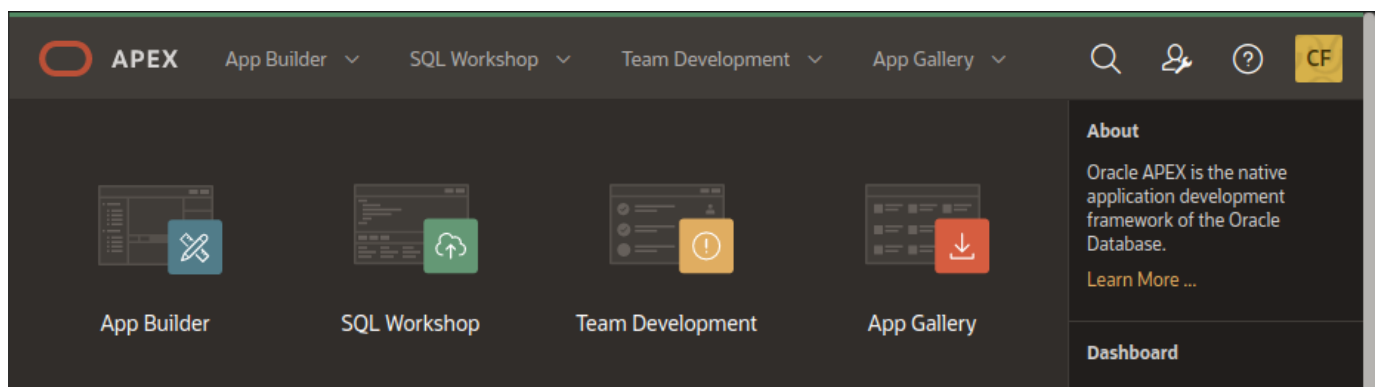 APEX App Builder SQL Workshop Team Development App Gallery CF
App Builder SQL Workshop Team Development App Gallery
About
Oracle APEX is the native
application development
framework of the Oracle
Database.
Learn More ...
Dashboard